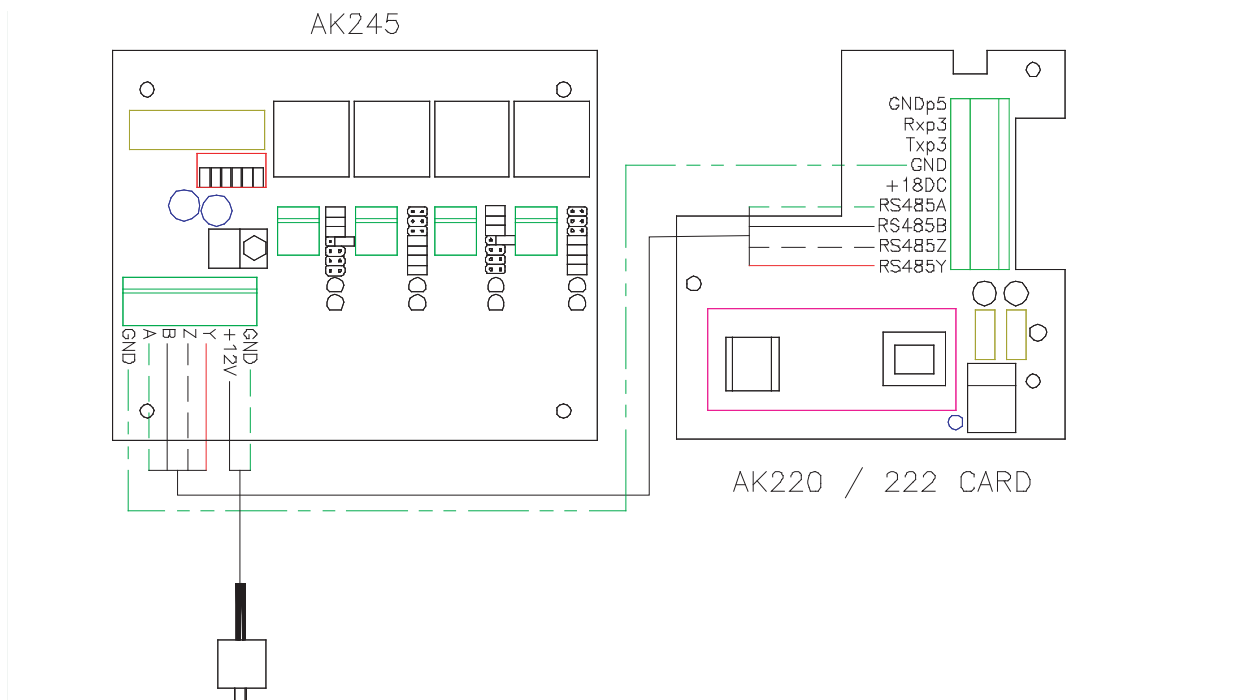 AK245
GNDp5
Rxp3
Txp3
GND
+18DC
RS485A
RS485B
RS485Z
RS485Y
GND
A
B
Z
Y
+12V
GND
AK220 / 222 CARD